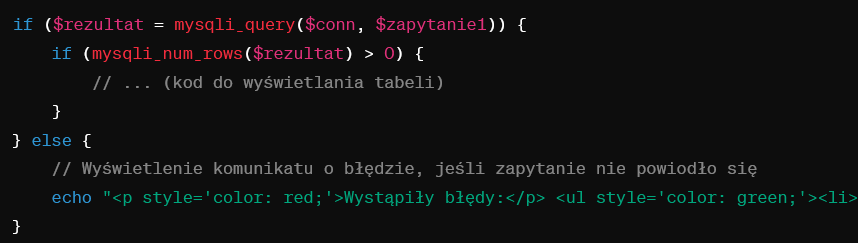 if ($rezultat = mysqli_query($conn, $zapytanie1)) {
if (mysqli_num_rows($rezultat) > 0) {
// ... (kod do wyświetlania tabeli)
}
} else {
// Wyświetlenie komunikatu o błędzie, jeśli zapytanie nie powiodło się
echo "<p style='color: red;'>Wystąpiły błędy:</p> <ul style='color: green;'><li>
}